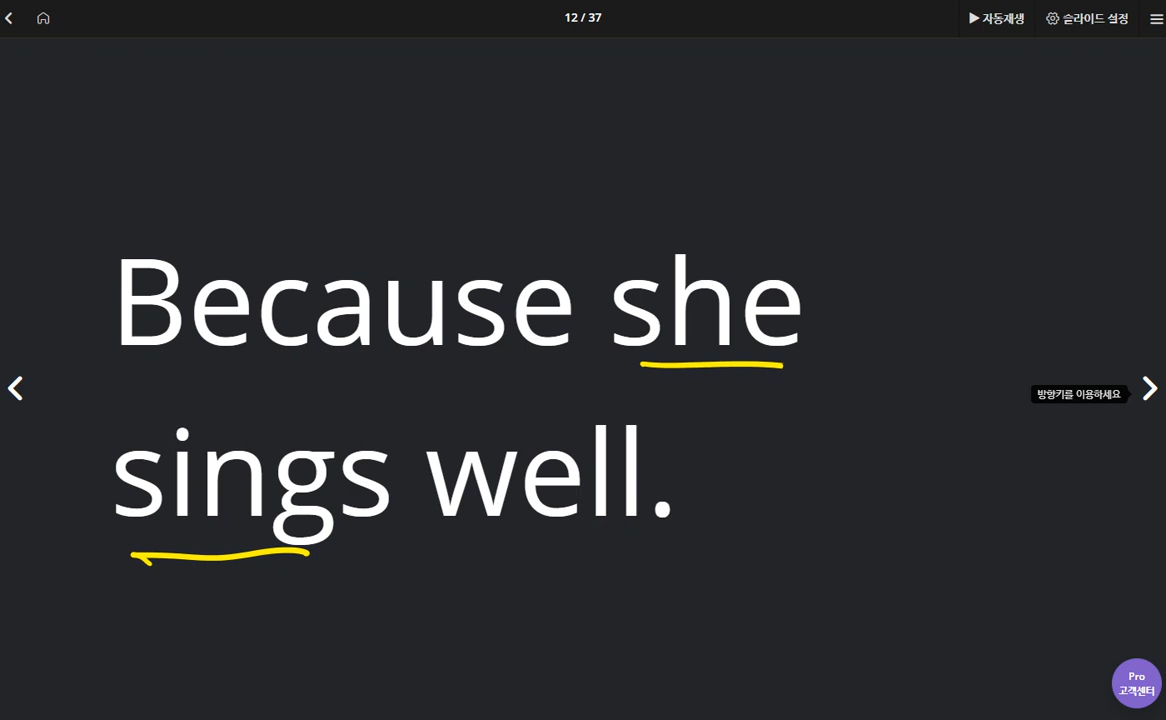 12 / 37
자동재생
슬라이드 설정
Because she
sings well.
방향키를 이용하세요
Pro
고객센터